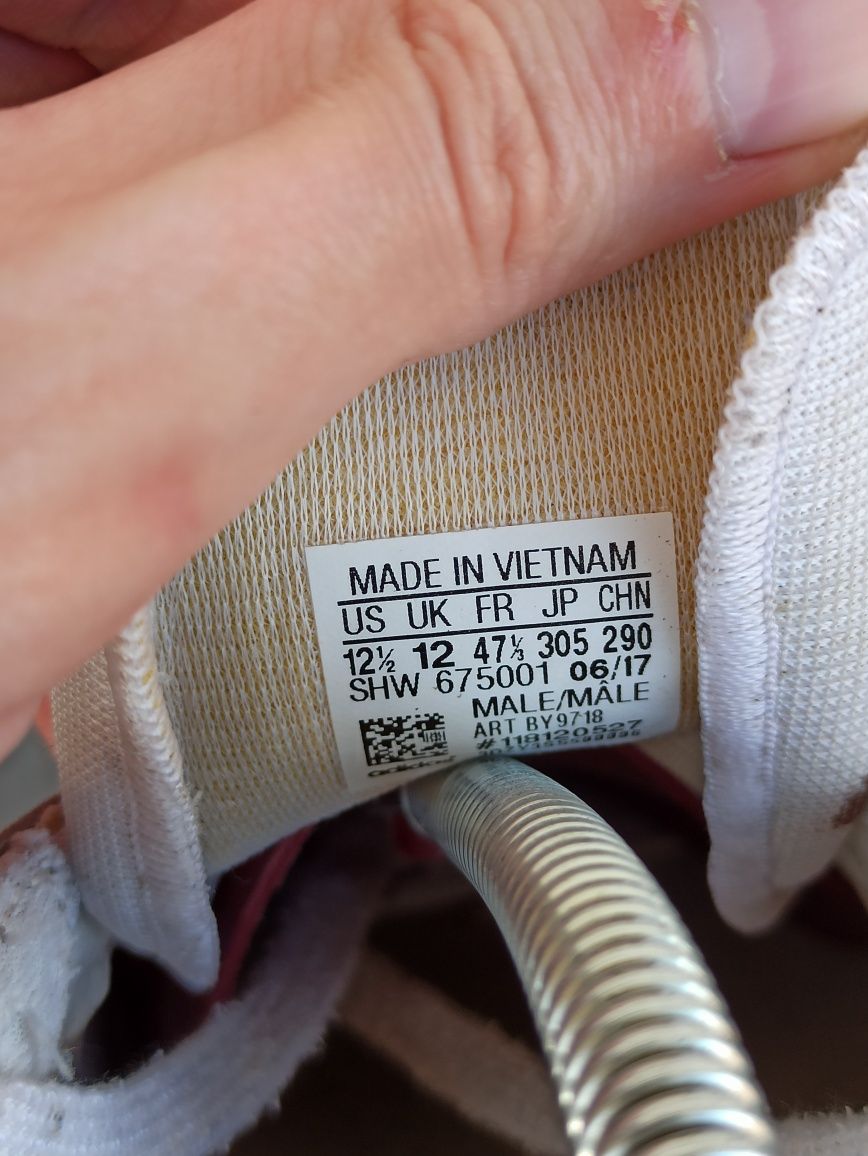 MADE IN VIETNAM
US UK FR JP CHN
12½ 12 47⅓ 305 290
SHW 675001 06/17
MALE/MÂLE
ART BY9718
#118120527
adidas